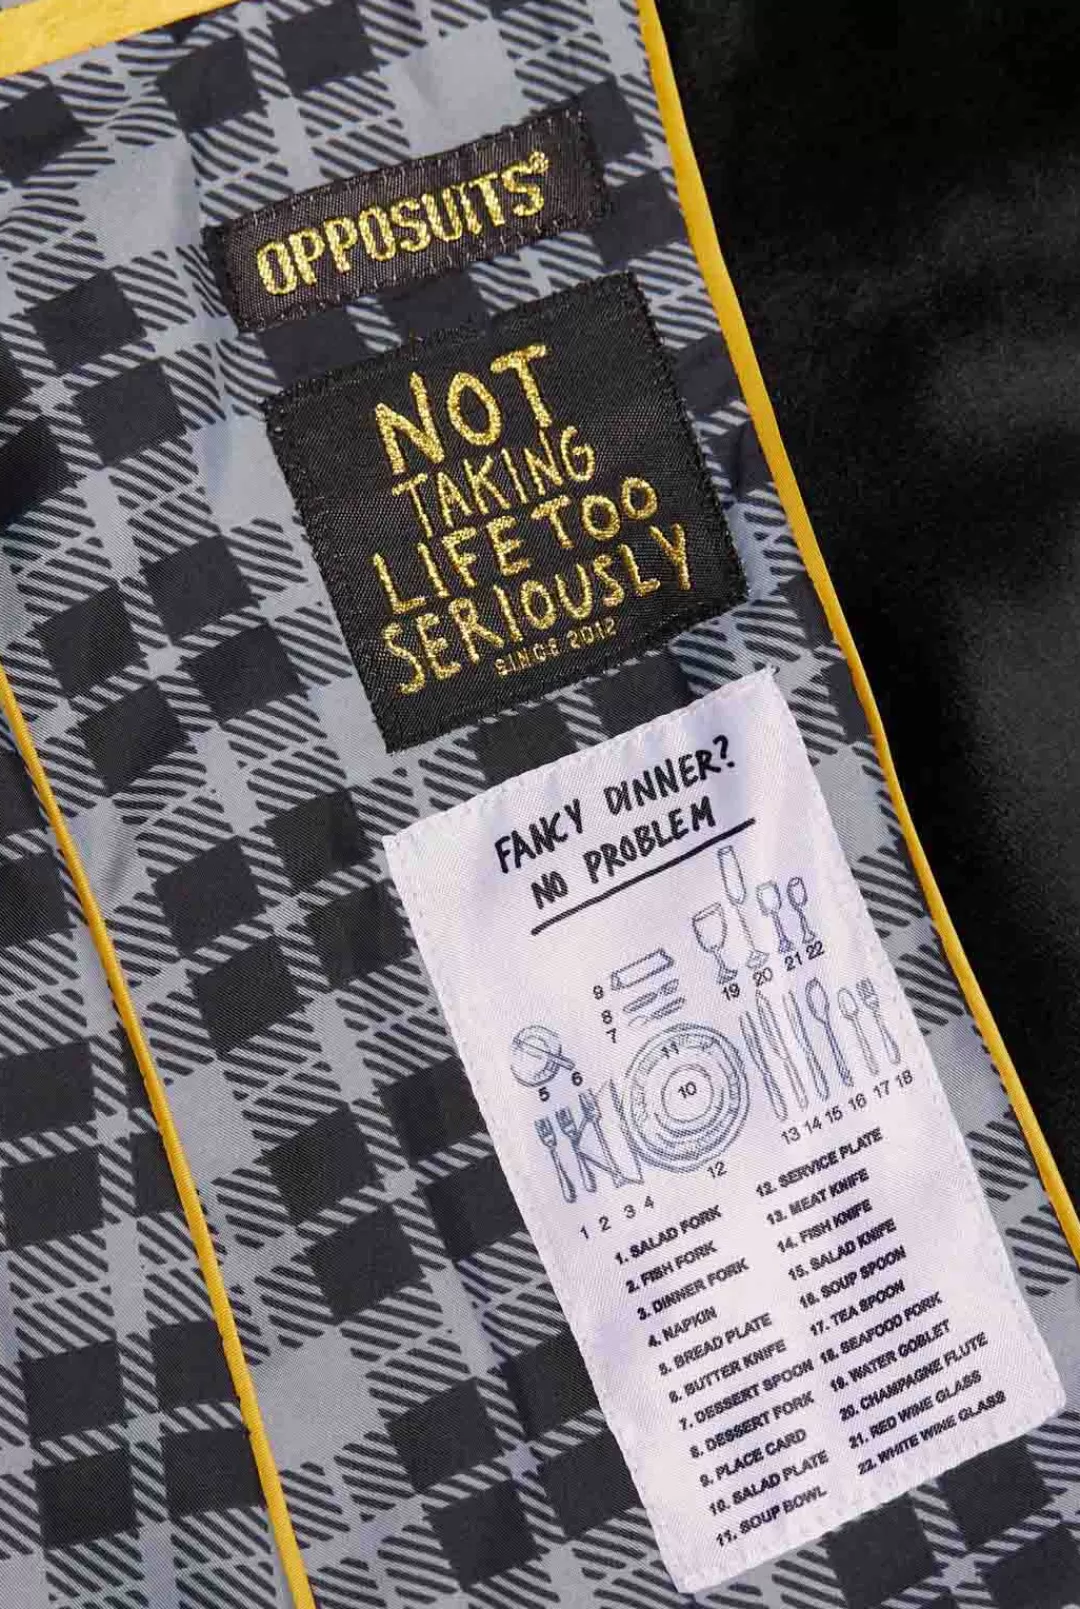 OPPOSUITS®
NOT
TAKING
LIFE TOO
SERIOUSLY
SINCE 2012
FANCY DINNER?
NO PROBLEM
19 20 21 22
9
8
7
5 6
11
10
12
13 14 15 16 17 18
1 2 3 4
1. SALAD FORK
2. FISH FORK
3. DINNER FORK
4. NAPKIN
5. BREAD PLATE
6. BUTTER KNIFE
7. DESSERT SPOON
8. DESSERT FORK
9. PLACE CARD
10. SALAD PLATE
11. SOUP BOWL
12. SERVICE PLATE
13. MEAT KNIFE
14. FISH KNIFE
15. SALAD KNIFE
16. SOUP SPOON
17. TEA SPOON
18. SEAFOOD FORK
19. WATER GOBLET
20. CHAMPAGNE FLUTE
21. RED WINE GLASS
22. WHITE WINE GLASS